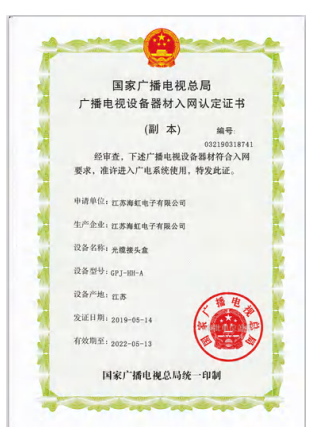 国家广播电视总局
广播电视设备器材入网认定证书
(副 本)
编号:
032190318741
经审查，下述广播电视设备器材符合入网
要求，准许进入广电系统使用，特发此证。
申请单位: 江苏海虹电子有限公司
生产企业: 江苏海虹电子有限公司
设备名称: 光缆接头盒
设备型号: GPJ-HH-A
设备产地: 江苏
发证日期: 2019-05-14
有效期至: 2022-05-13
国家广播电视总局统一印制